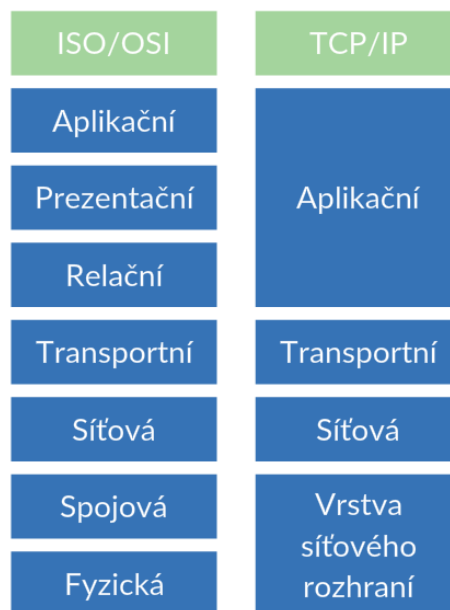 ISO/OSI
Aplikační
Prezentační
Relační
Transportní
Síťová
Spojová
Fyzická
TCP/IP
Aplikační
Transportní
Síťová
Vrstva
síťového
rozhraní